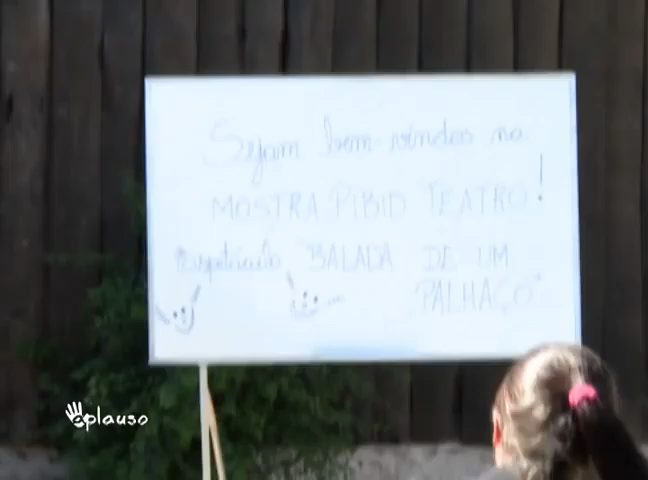 Sejam bem-vindos na
MOSTRA PIBID TEATRO!
Espetáculo "BALADA DE UM
PALHAÇO"
aplauso